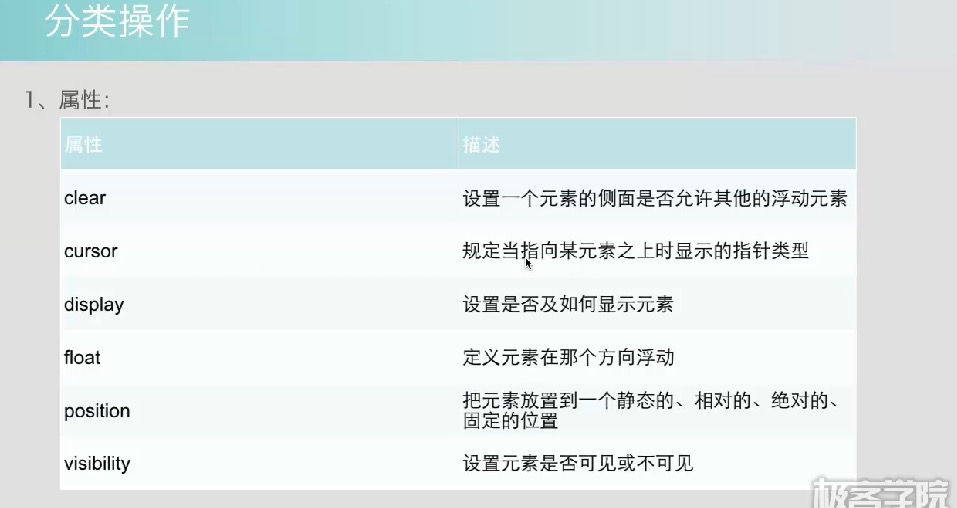 分类操作
1、属性:
属性 描述
clear 设置一个元素的侧面是否允许其他的浮动元素
cursor 规定当指向某元素之上时显示的指针类型
display 设置是否及如何显示元素
float 定义元素在那个方向浮动
position 把元素放置到一个静态的、相对的、绝对的、
固定的位置
visibility 设置元素是否可见或不可见
极客学院